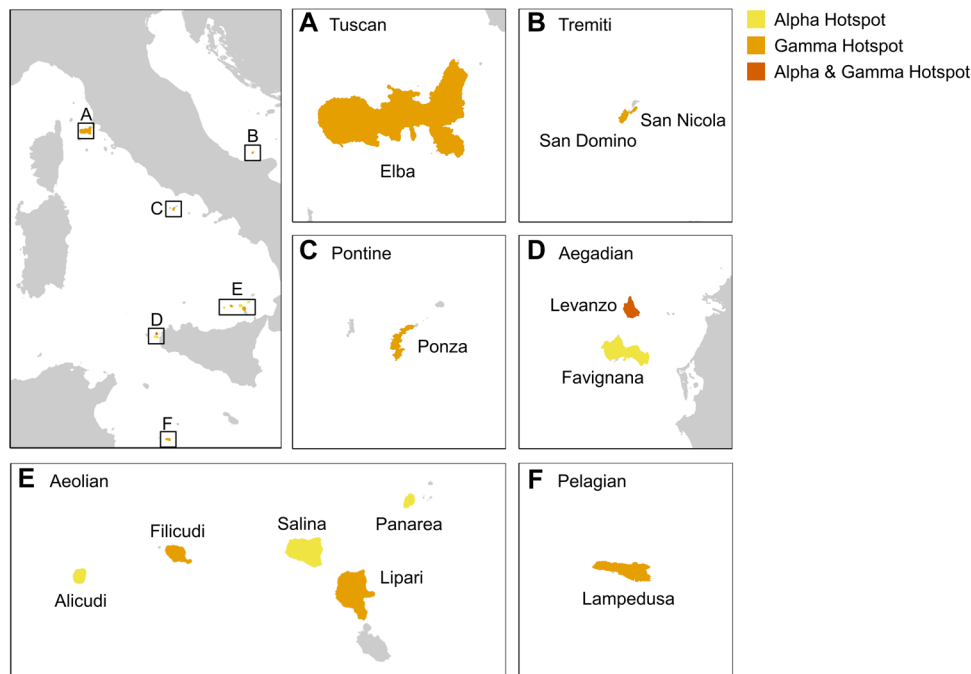 A
B
C
E
D
F
A Tuscan
Elba
B Tremiti
San Nicola
San Domino
Alpha Hotspot
Gamma Hotspot
Alpha & Gamma Hotspot
C Pontine
Ponza
D Aegadian
Levanzo
Favignana
E Aeolian
Panarea
Salina
Filicudi
Lipari
Alicudi
F Pelagian
Lampedusa